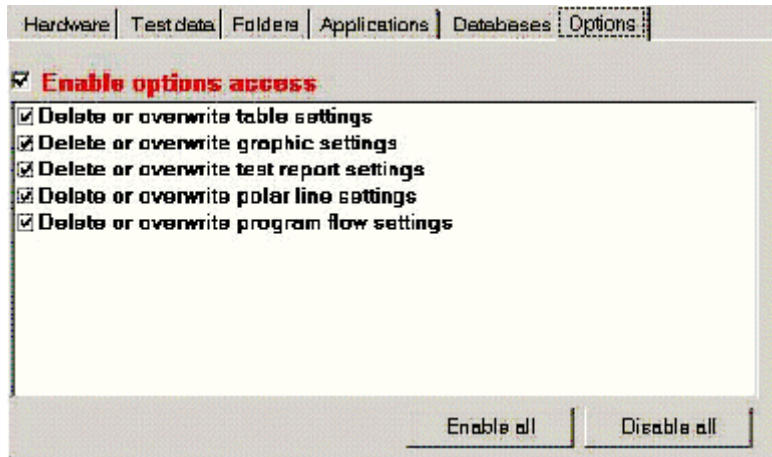 Hardware Test data Folders Applications Databases Options
Enable options access
Delete or overwrite table settings
Delete or overwrite graphic settings
Delete or overwrite test report settings
Delete or overwrite polar line settings
Delete or overwrite program flow settings
Enable all Disable all